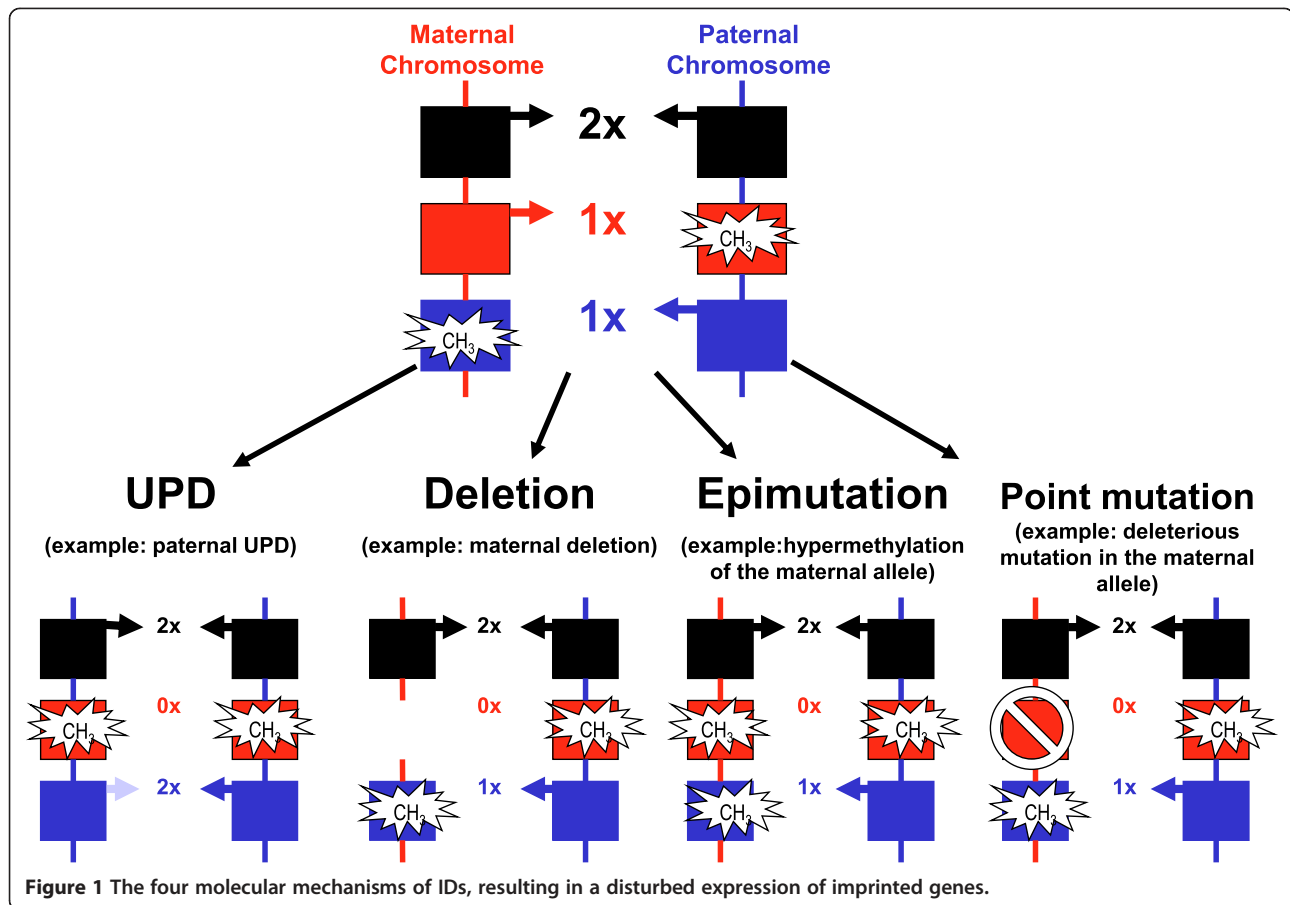 Maternal
Chromosome
Paternal
Chromosome
2x
1x
CH3
CH3
1x
UPD
(example: paternal UPD)
Deletion
(example: maternal deletion)
Epimutation
(example:hypermethylation
of the maternal allele)
Point mutation
(example: deleterious
mutation in the maternal
allele)
2x
0x
CH3
CH3
2x
2x
0x
CH3
CH3
1x
2x
0x
CH3
CH3
CH3
1x
2x
0x
CH3
CH3
1x
Figure 1 The four molecular mechanisms of IDs, resulting in a disturbed expression of imprinted genes.